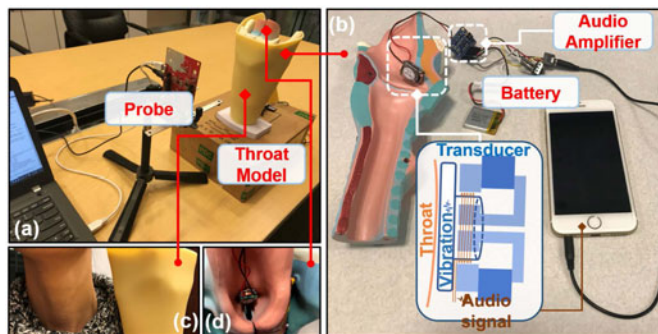 (a)
Probe
Throat
Model
(b)
Audio
Amplifier
Battery
Transducer
Throat
Vibration
Audio
signal
(c)
(d)